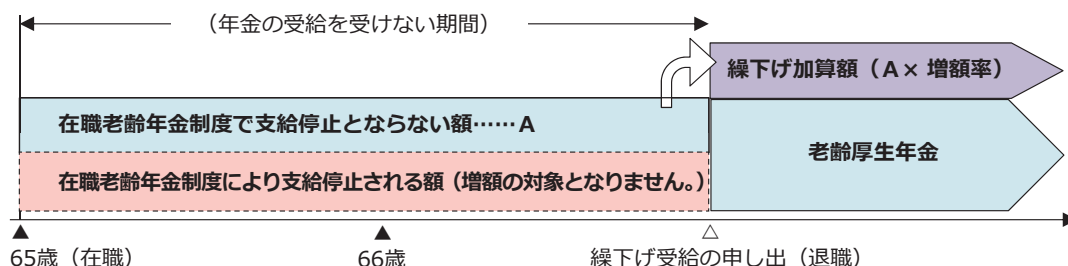 （年金の受給を受けない期間）
繰下げ加算額（A× 増額率）
在職老齢年金制度で支給停止とならない額……A
老齢厚生年金
在職老齢年金制度により支給停止される額（増額の対象となりません。）
▲ ▲ △
65歳（在職） 66歳 繰下げ受給の申し出（退職）